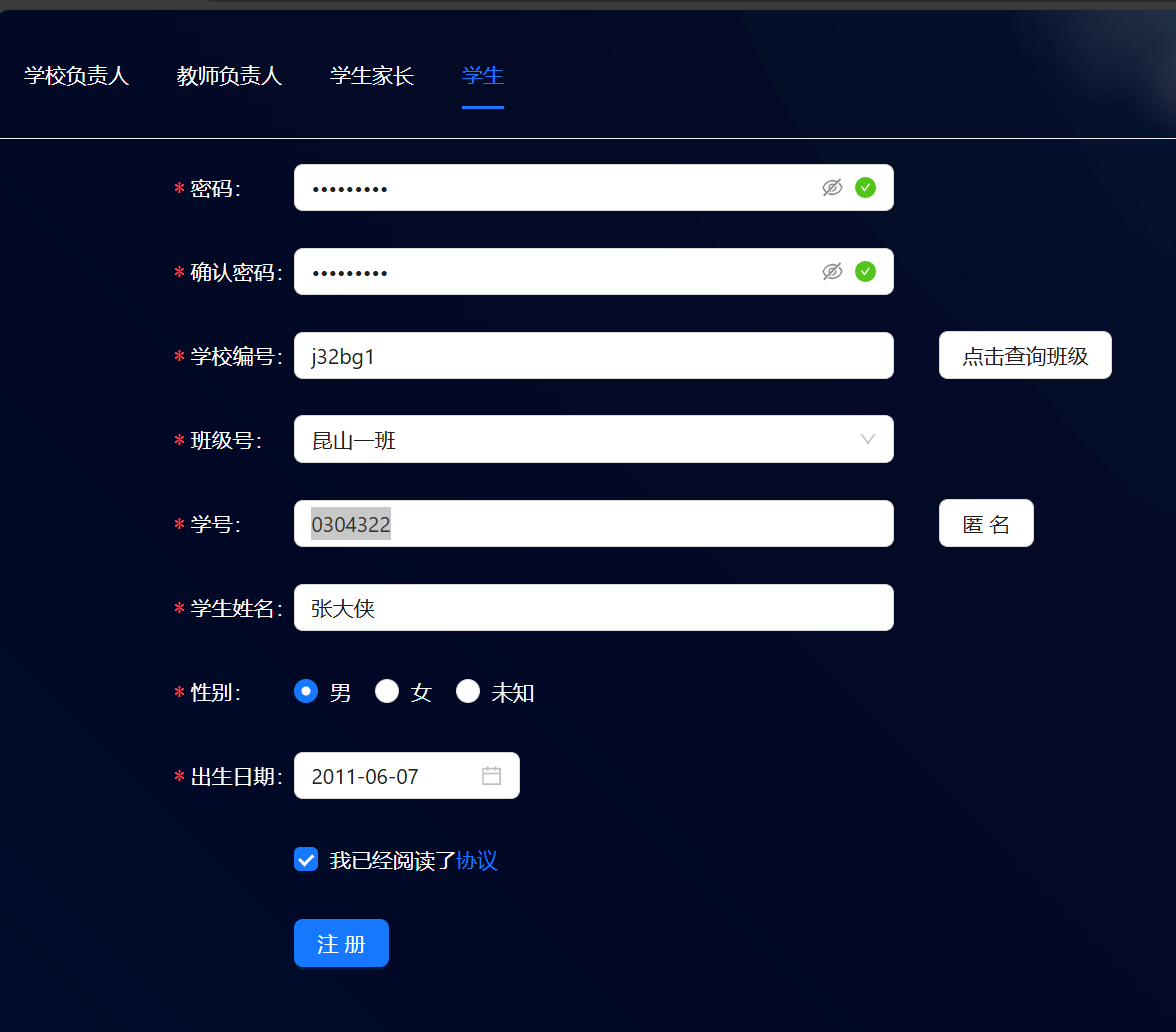 学校负责人 教师负责人 学生家长 学生
* 密码: •••••••••
* 确认密码: •••••••••
* 学校编号: j32bg1 点击查询班级
* 班级号: 昆山一班
* 学号: 0304322 匿 名
* 学生姓名: 张大侠
* 性别: 男 女 未知
* 出生日期: 2011-06-07
我已经阅读了协议
注 册